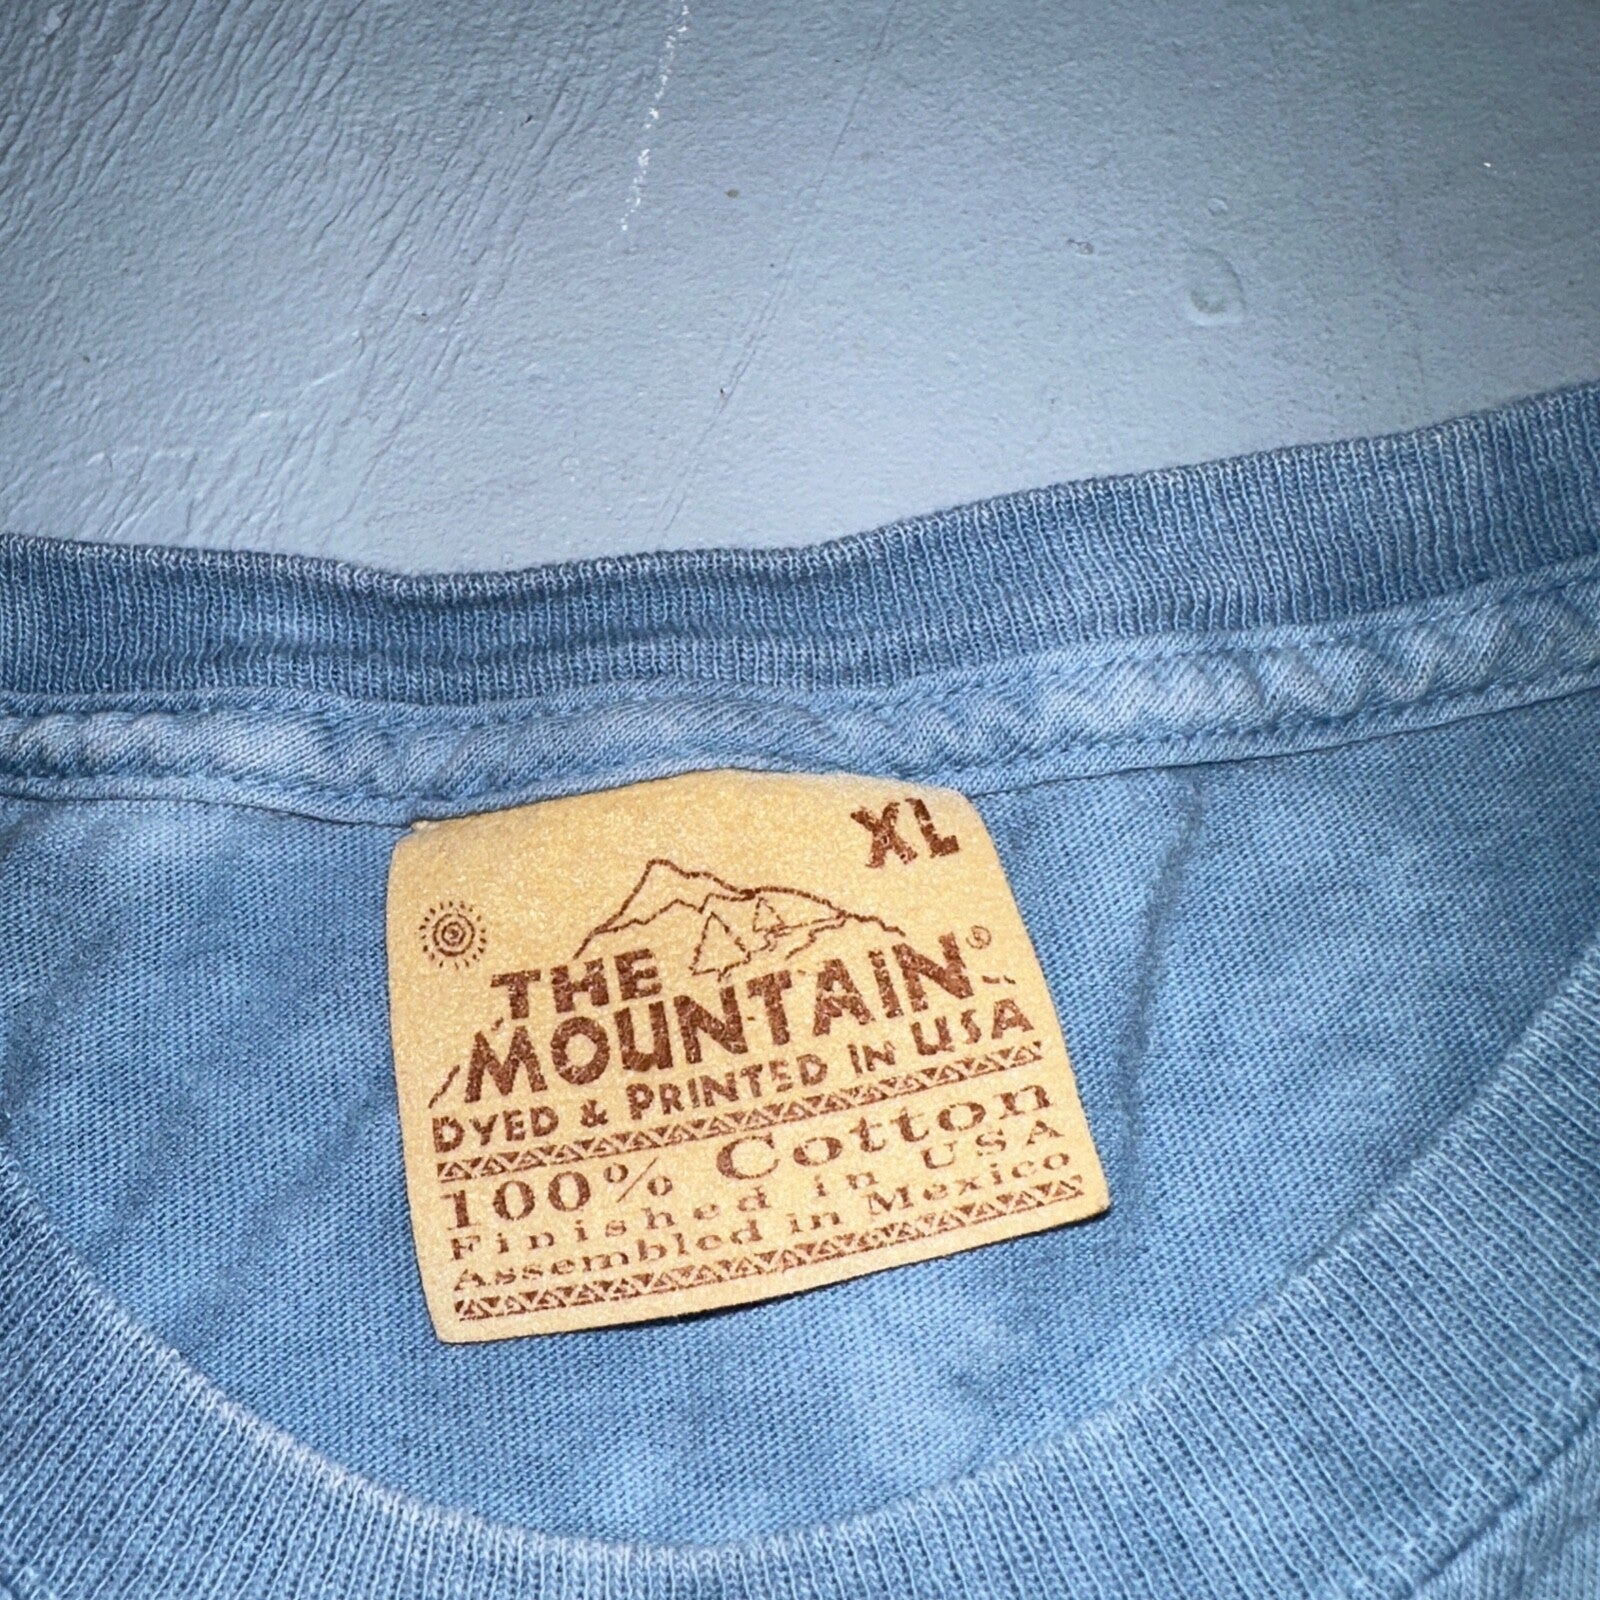 XL
THE
MOUNTAIN®
DYED & PRINTED IN USA
100% Cotton
Finished in USA
Assembled in Mexico